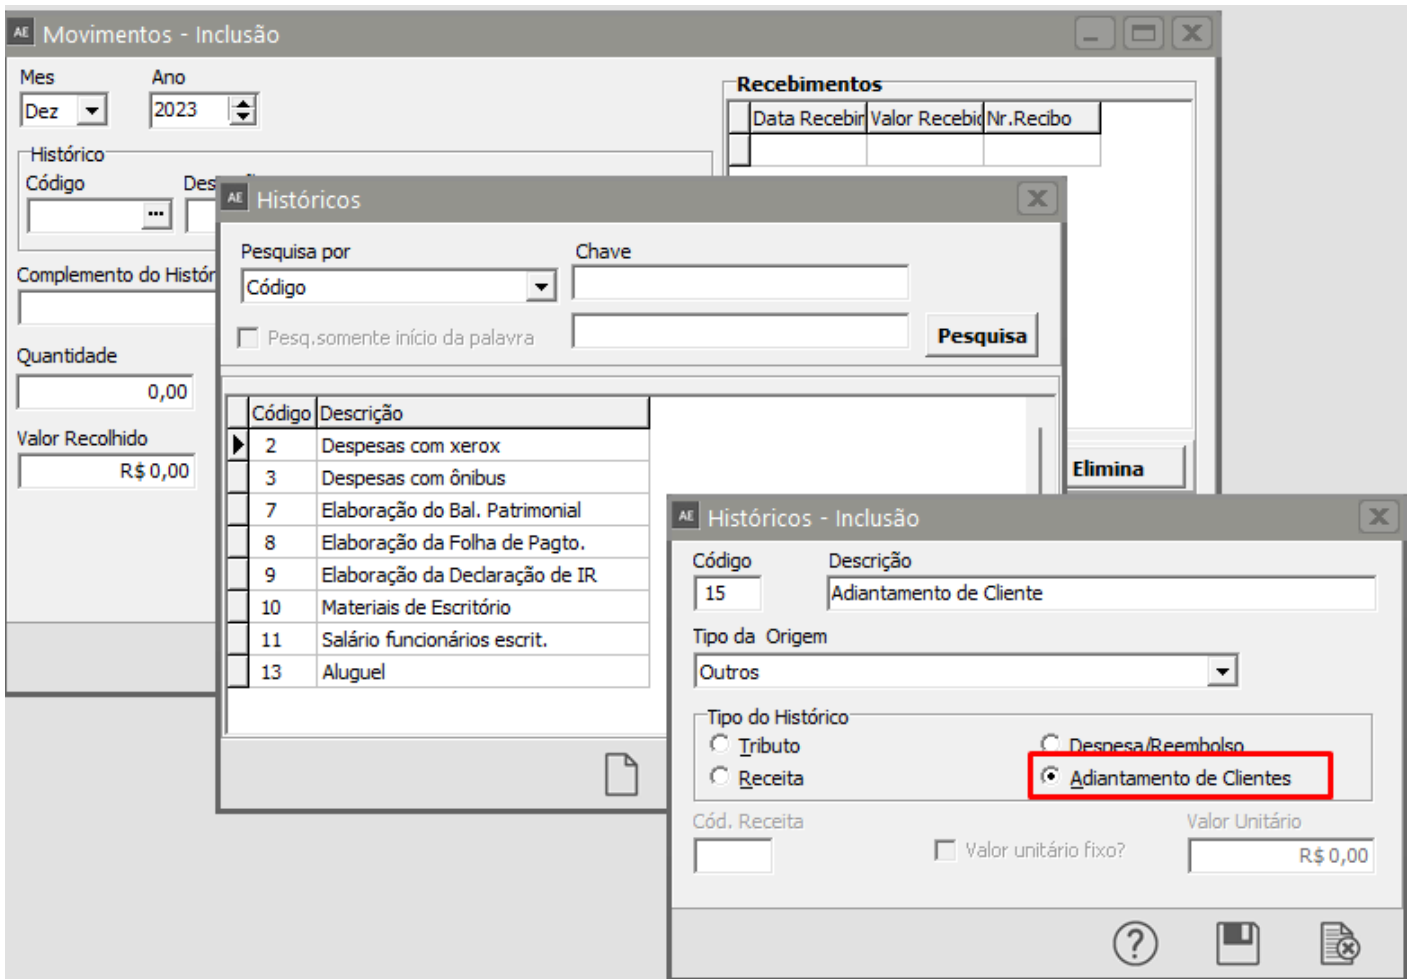 AE Movimentos - Inclusão
Mes Ano
Dez 2023
Recebimentos
Data Recebir Valor Recebid Nr.Recibo
Histórico
Código Des
...
Complemento do Histór
Quantidade
0,00
Valor Recolhido
R$ 0,00
Elimina
AE Históricos
Pesquisa por Chave
Código
Pesq.somente início da palavra
Pesquisa
Código Descrição
2 Despesas com xerox
3 Despesas com ônibus
7 Elaboração do Bal. Patrimonial
8 Elaboração da Folha de Pagto.
9 Elaboração da Declaração de IR
10 Materiais de Escritório
11 Salário funcionários escrit.
13 Aluguel
AE Históricos - Inclusão
Código Descrição
15 Adiantamento de Cliente
Tipo da Origem
Outros
Tipo do Histórico
Tributo Despesa/Reembolso
Receita Adiantamento de Clientes
Cód. Receita Valor Unitário
Valor unitário fixo?
R$ 0,00